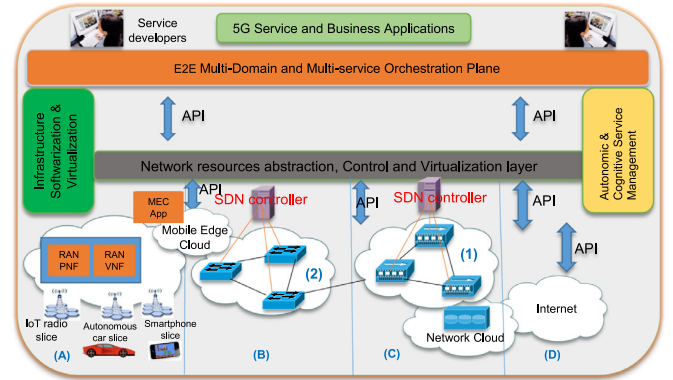 Service
developers
5G Service and Business Applications
E2E Multi-Domain and Multi-service Orchestration Plane
Infrastructure
Softwarization &
Virtualization
API
API
Autonomic &
Cognitive Service
Management
Network resources abstraction, Control and Virtualization layer
MEC
App
API
SDN controller
API
SDN controller
API
Mobile Edge
Cloud
RAN
PNF
RAN
VNF
(2)
(1)
API
IoT radio
slice
Autonomous
car slice
Smartphone
slice
Internet
Network Cloud
(A)
(B)
(C)
(D)